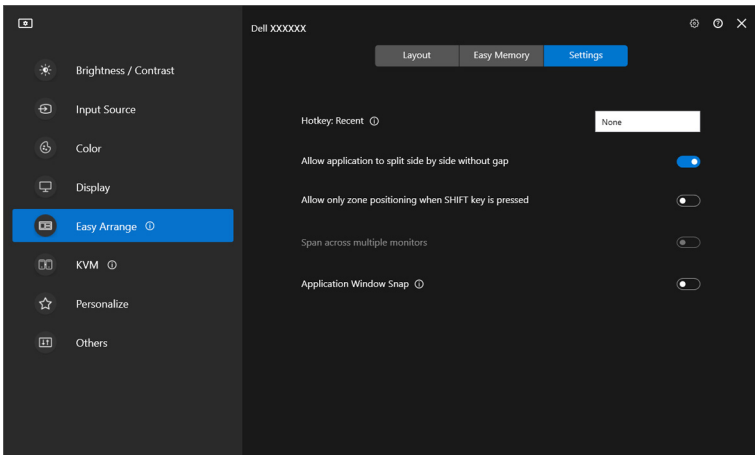 Dell XXXXXX
Layout
Easy Memory
Settings
Brightness / Contrast
Input Source
Color
Display
Easy Arrange
KVM
Personalize
Others
Hotkey: Recent
None
Allow application to split side by side without gap
Allow only zone positioning when SHIFT key is pressed
Span across multiple monitors
Application Window Snap